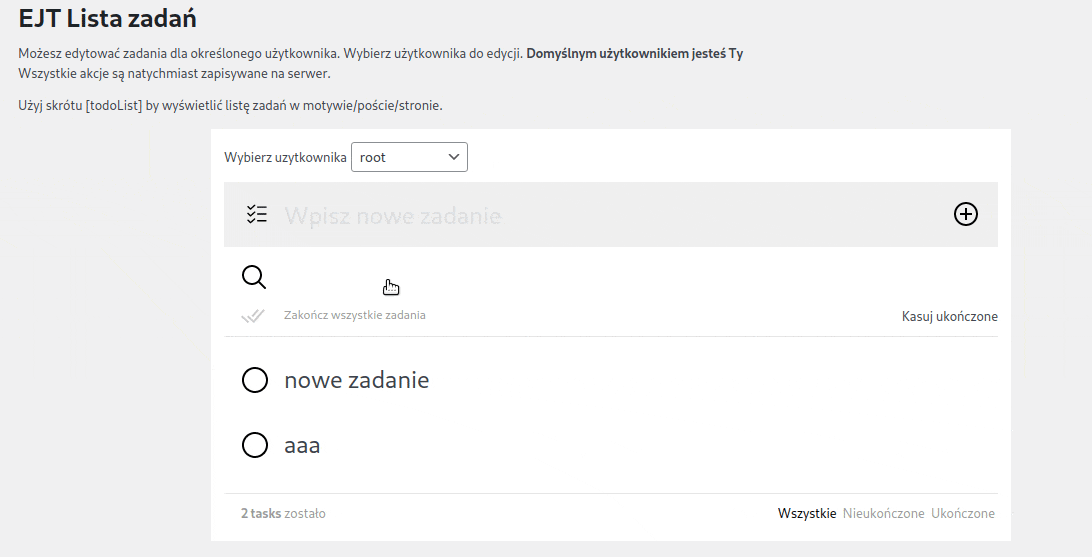 EJT Lista zadań
Możesz edytować zadania dla określonego użytkownika. Wybierz użytkownika do edycji. Domyślnym użytkownikiem jesteś Ty
Wszystkie akcje są natychmiast zapisywane na serwer.
Użyj skrótu [todoList] by wyświetlić listę zadań w motywie/poście/stronie.
Wybierz uzytkownika root
Wpisz nowe zadanie
Zakończ wszystkie zadania Kasuj ukończone
nowe zadanie
aaa
2 tasks zostało Wszystkie Nieukończone Ukończone